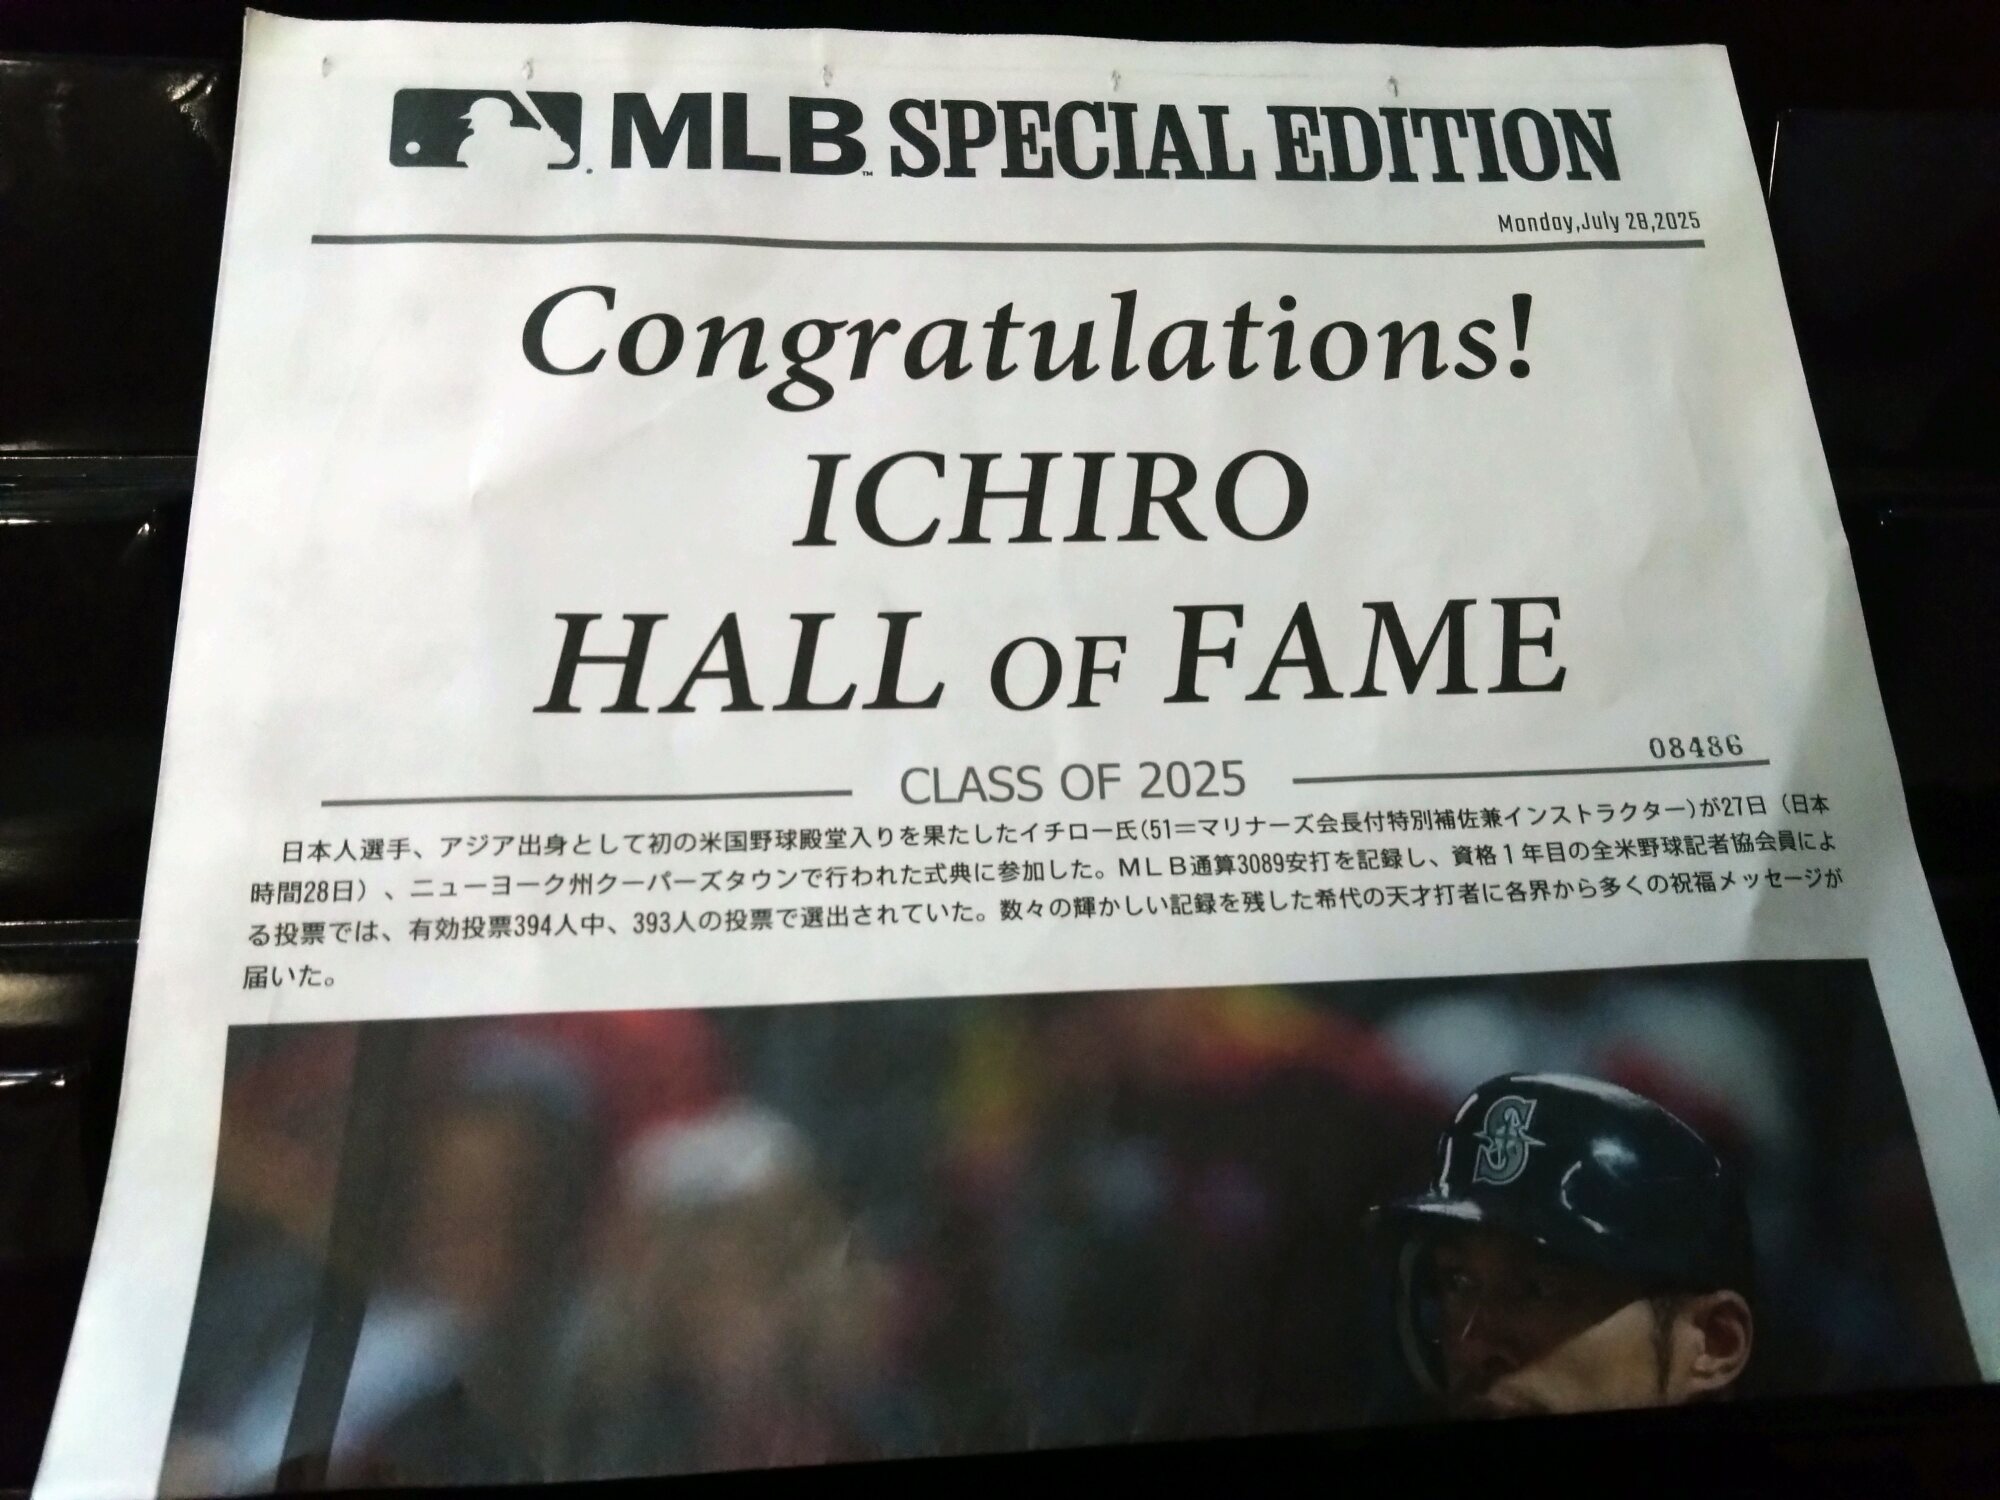 MLB™ SPECIAL EDITION
Monday,July 28,2025
Congratulations!
ICHIRO
HALL OF FAME
08486
CLASS OF 2025
日本人選手、アジア出身として初の米国野球殿堂入りを果たしたイチロー氏(51＝マリナーズ会長付特別補佐兼インストラクター)が27日（日本
時間28日）、ニューヨーク州クーパーズタウンで行われた式典に参加した。ＭＬＢ通算3089安打を記録し、資格１年目の全米野球記者協会員によ
る投票では、有効投票394人中、393人の投票で選出されていた。数々の輝かしい記録を残した希代の天才打者に各界から多くの祝福メッセージが
届いた。
S